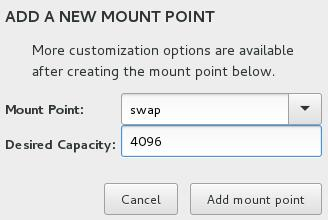 ADD A NEW MOUNT POINT
More customization options are available
after creating the mount point below.
Mount Point: swap
Desired Capacity: 4096
Cancel Add mount point